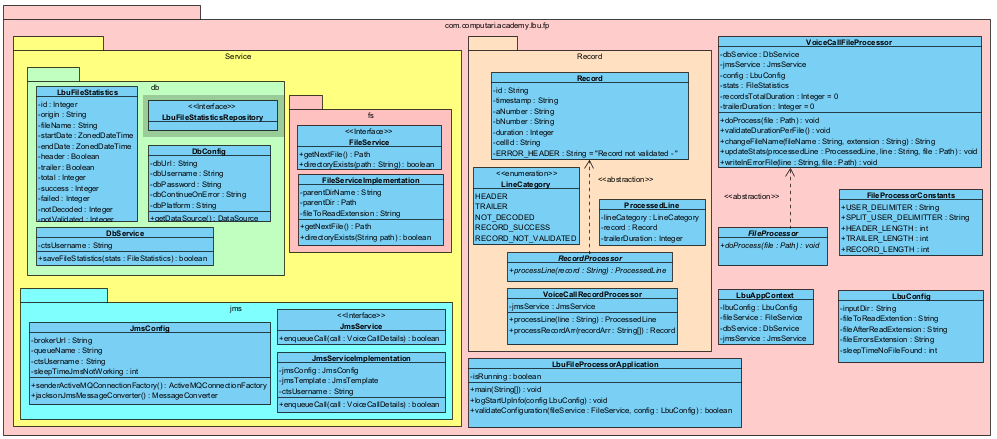 com.computari.academy.lbu.fp
Service
db
LbuFileStatistics
-id : Integer
-origin : String
-fileName : String
-startDate : ZonedDateTime
-endDate : ZonedDateTime
-header : Boolean
-trailer : Boolean
-total : Integer
-success : Integer
-failed : Integer
-notDecoded : Integer
-notValidated : Integer
<<Interface>>
LbuFileStatisticsRepository
DbConfig
-dbUrl : String
-dbUsername : String
-dbPassword : String
-dbContinueOnError : String
-dbPlatform : String
+getDataSource() : DataSource
DbService
-ctsUsername : String
+saveFileStatistics(stats : FileStatistics) : boolean
fs
<<Interface>>
FileService
+getNextFile() : Path
+directoryExists(path : String) : boolean
FileServiceImplementation
-parentDirName : String
-parentDir : Path
-fileToReadExtension : String
+getNextFile() : Path
+directoryExists(String path) : boolean
jms
JmsConfig
-brokerUrl : String
-queueName : String
-ctsUsername : String
-sleepTimeJmsNotWorking : int
+senderActiveMQConnectionFactory() : ActiveMQConnectionFactory
+jacksonJmsMessageConverter() : MessageConverter
<<Interface>>
JmsService
+enqueueCall(call : VoiceCallDetails) : boolean
JmsServiceImplementation
-jmsConfig : JmsConfig
-jmsTemplate : JmsTemplate
-ctsUsername : String
+enqueueCall(call : VoiceCallDetails) : boolean
Record
Record
-id : String
-timestamp : String
-aNumber : String
-bNumber : String
-duration : Integer
-cellId : String
-ERROR_HEADER : String = "Record not validated - "
<<enumeration>>
LineCategory
HEADER
TRAILER
NOT_DECODED
RECORD_SUCCESS
RECORD_NOT_VALIDATED
<<abstraction>>
ProcessedLine
-lineCategory : LineCategory
-record : Record
-trailerDuration : Integer
RecordProcessor
+processLine(record : String) : ProcessedLine
VoiceCallRecordProcessor
-jmsService : JmsService
+processLine(line : String) : ProcessedLine
+processRecordArr(recordArr : String[]) : Record
LbuFileProcessorApplication
-isRunning : boolean
+main(String[]) : void
+logStartUpInfo(config LbuConfig) : void
+validateConfiguration(fileService : FileService, config : LbuConfig) : boolean
VoiceCallFileProcessor
-dbService : DbService
-jmsService : JmsService
-config : LbuConfig
-stats : FileStatistics
-recordsTotalDuration : Integer = 0
-trailerDuration : Integer = 0
+doProcess(file : Path) : void
+validateDurationPerFile() : void
+changeFileName(fileName : String, extension : String) : String
+updateStats(processedLine : ProcessedLine, line : String, file : Path) : void
+writeInErrorFile(line : String, file : Path) : void
<<abstraction>>
FileProcessor
+doProcess(file : Path) : void
FileProcessorConstants
+USER_DELIMITER : String
+SPLIT_USER_DELIMITTER : String
+HEADER_LENGTH : int
+TRAILER_LENGTH : int
+RECORD_LENGTH : int
LbuAppContext
-lbuConfig : LbuConfig
-fileService : FileService
-dbService : DbService
-jmsService : JmsService
LbuConfig
-inputDir : String
-fileToReadExtention : String
-fileAfterReadExtension : String
-fileErrorsExtension : String
-sleepTimeNoFileFound : int